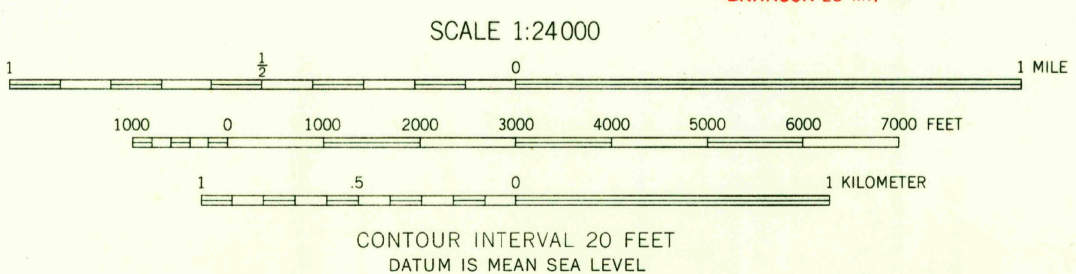 SCALE 1:24000
1 1/2 0 1 MILE
1000 0 1000 2000 3000 4000 5000 6000 7000 FEET
1 .5 0 1 KILOMETER
CONTOUR INTERVAL 20 FEET
DATUM IS MEAN SEA LEVEL